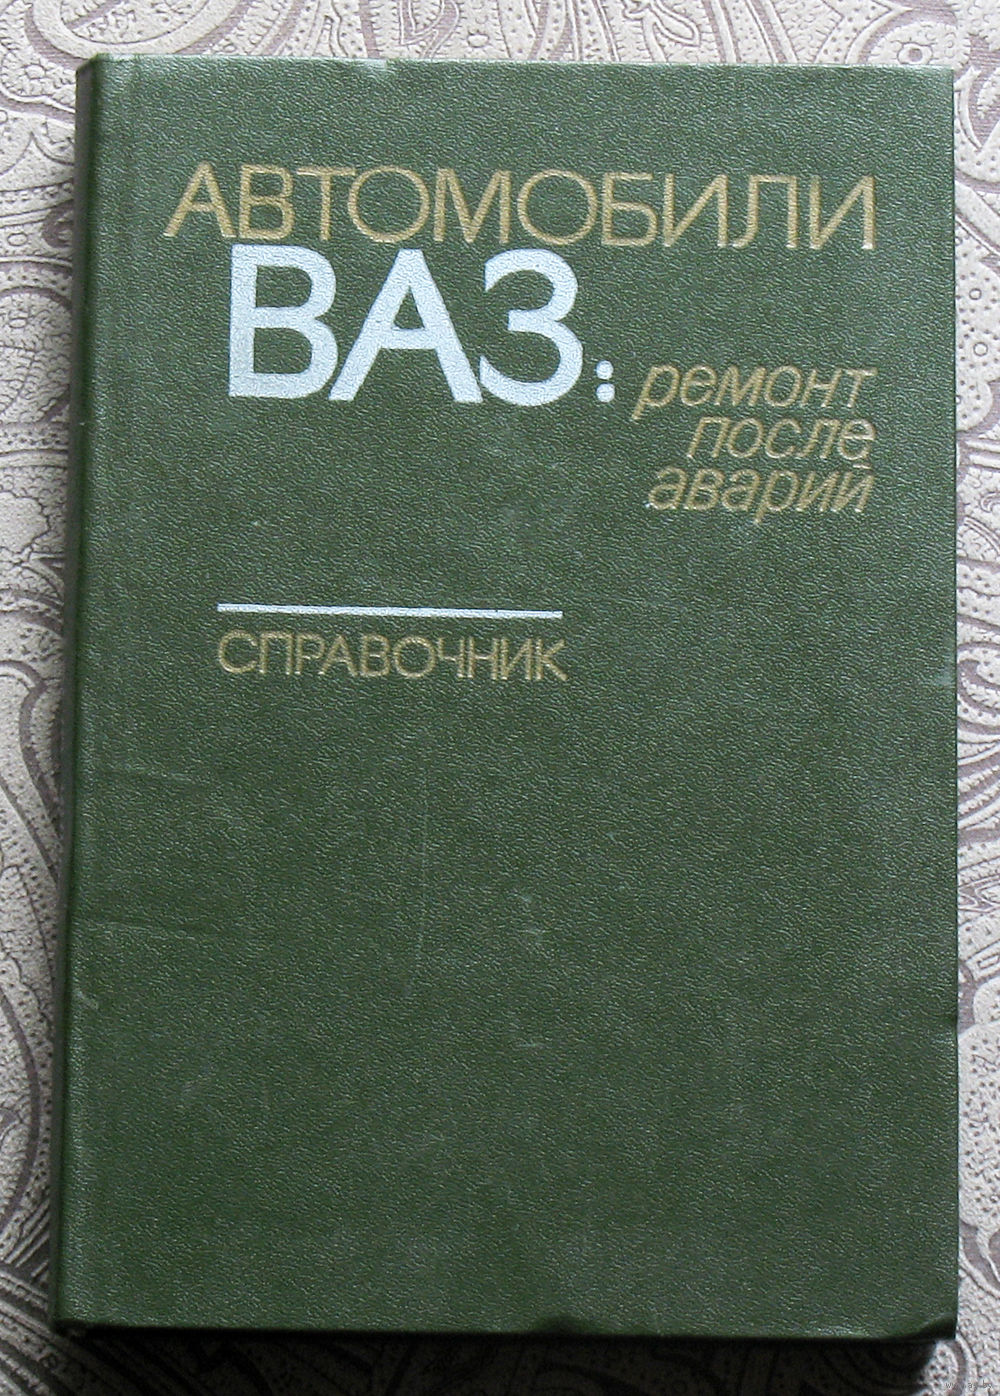 АВТОМОБИЛИ
ВАЗ:
ремонт
после
аварий
СПРАВОЧНИК